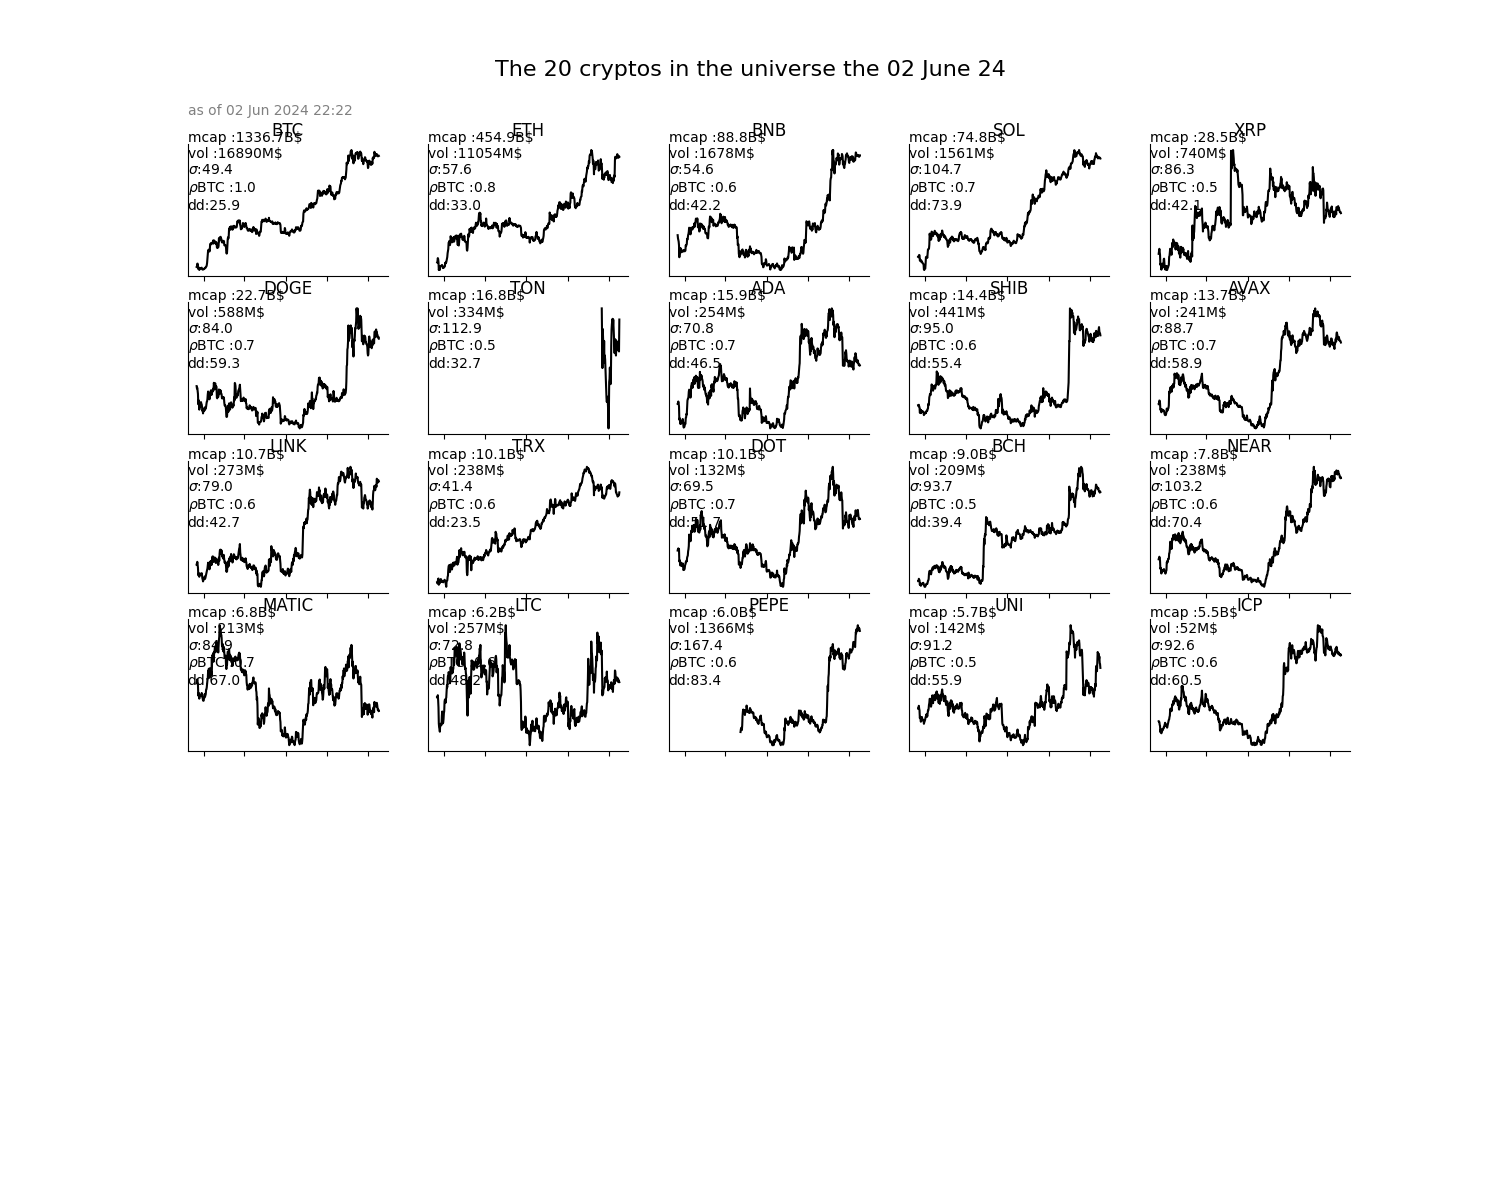 The 20 cryptos in the universe the 02 June 24
as of 02 Jun 2024 22:22
BTC
mcap :1336.7B$
vol :16890M$
σ:49.4
ρBTC :1.0
dd:25.9
ETH
mcap :454.9B$
vol :11054M$
σ:57.6
ρBTC :0.8
dd:33.0
BNB
mcap :88.8B$
vol :1678M$
σ:54.6
ρBTC :0.6
dd:42.2
SOL
mcap :74.8B$
vol :1561M$
σ:104.7
ρBTC :0.7
dd:73.9
XRP
mcap :28.5B$
vol :740M$
σ:86.3
ρBTC :0.5
dd:42.1
DOGE
mcap :22.7B$
vol :588M$
σ:84.0
ρBTC :0.7
dd:59.3
TON
mcap :16.8B$
vol :334M$
σ:112.9
ρBTC :0.5
dd:32.7
ADA
mcap :15.9B$
vol :254M$
σ:70.8
ρBTC :0.7
dd:46.5
SHIB
mcap :14.4B$
vol :441M$
σ:95.0
ρBTC :0.6
dd:55.4
AVAX
mcap :13.7B$
vol :241M$
σ:88.7
ρBTC :0.7
dd:58.9
LINK
mcap :10.7B$
vol :273M$
σ:79.0
ρBTC :0.6
dd:42.7
TRX
mcap :10.1B$
vol :238M$
σ:41.4
ρBTC :0.6
dd:23.5
DOT
mcap :10.1B$
vol :132M$
σ:69.5
ρBTC :0.7
BCH
mcap :9.0B$
vol :209M$
σ:93.7
ρBTC :0.5
dd:39.4
NEAR
mcap :7.8B$
vol :238M$
σ:103.2
ρBTC :0.6
dd:70.4
MATIC
mcap :6.8B$
vol :213M$
σ:84.9
ρBTC :0.7
dd:67.0
LTC
mcap :6.2B$
vol :257M$
σ:72.8
ρBTC
dd:48.2
PEPE
mcap :6.0B$
vol :1366M$
σ:167.4
ρBTC :0.6
dd:83.4
UNI
mcap :5.7B$
vol :142M$
σ:91.2
ρBTC :0.5
dd:55.9
ICP
mcap :5.5B$
vol :52M$
σ:92.6
ρBTC :0.6
dd:60.5